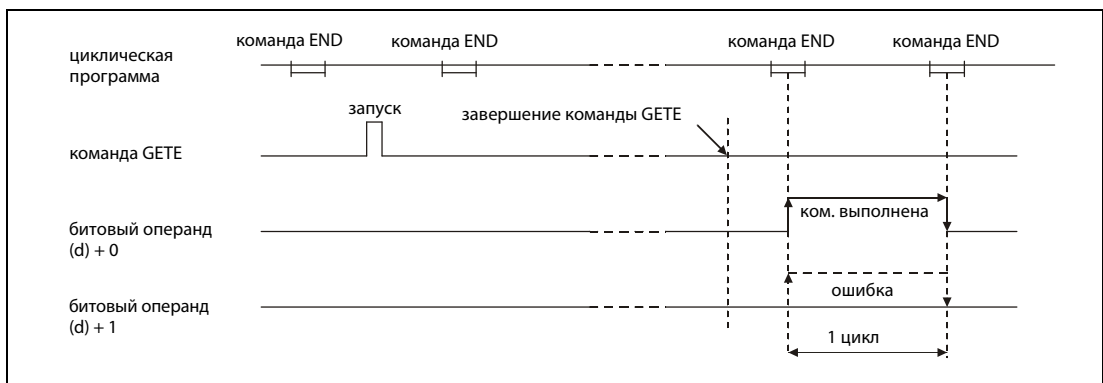 команда END
команда END
команда END
команда END
циклическая
программа
запуск
завершение команды GETE
команда GETE
ком. выполнена
битовый операнд
(d) + 0
ошибка
битовый операнд
(d) + 1
1 цикл